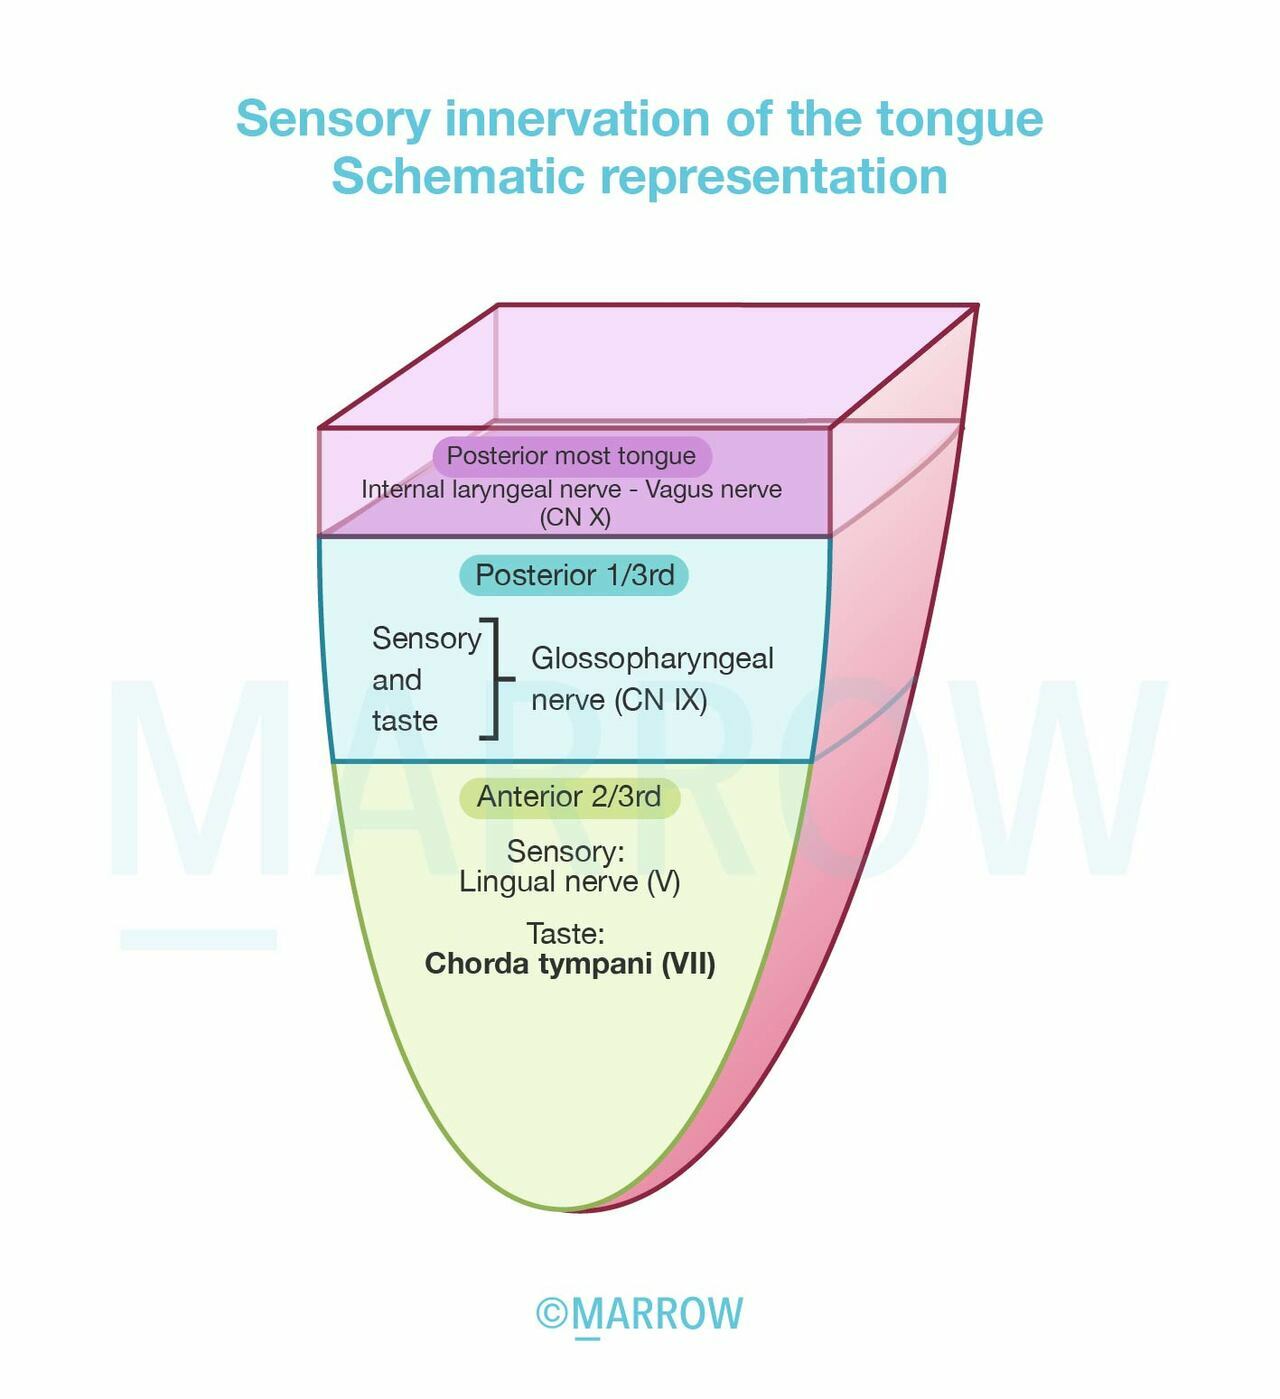 Sensory innervation of the tongue
Schematic representation
Posterior most tongue
Internal laryngeal nerve - Vagus nerve
(CN X)
Posterior 1/3rd
Sensory
and
taste
Glossopharyngeal
nerve (CN IX)
MARROW
Anterior 2/3rd
Sensory:
Lingual nerve (V)
Taste:
Chorda tympani (VII)
©MARROW